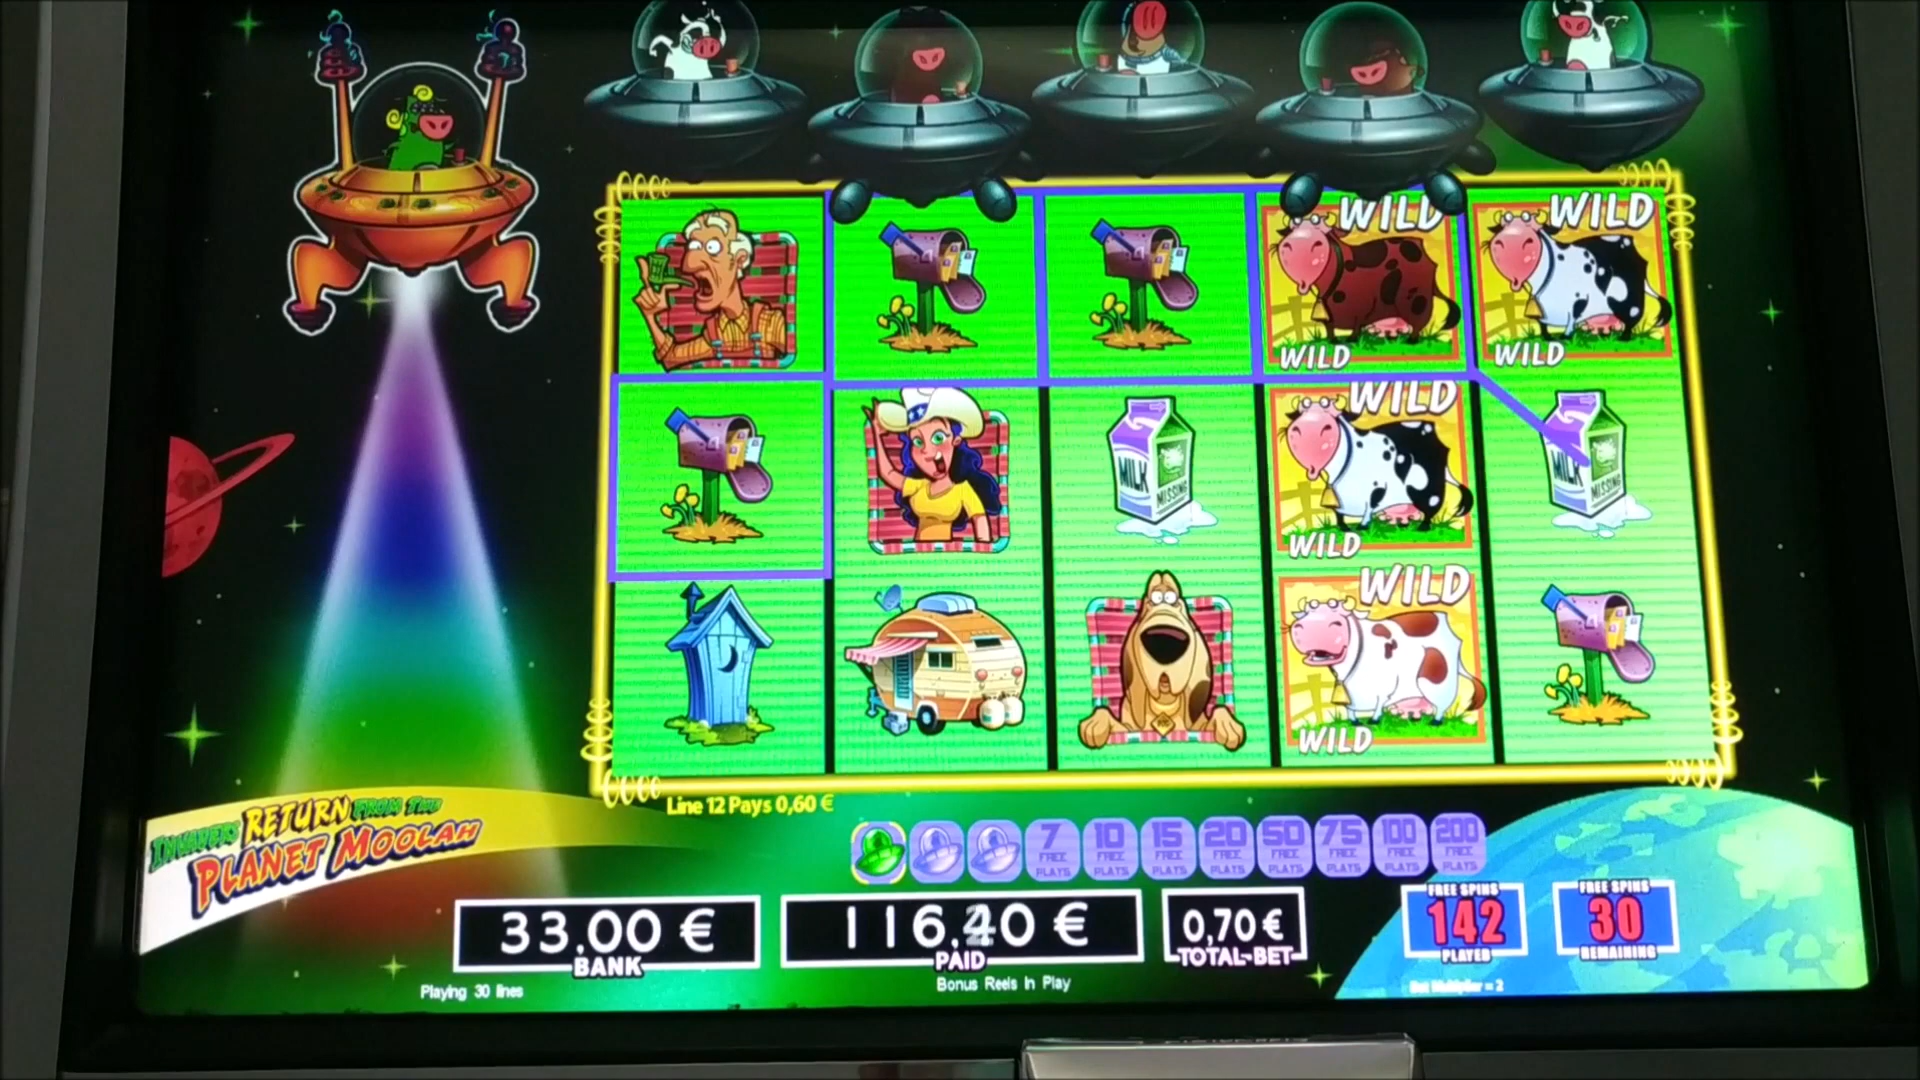 WILD
WILD
WILD
WILD
WILD
WILD
MILK
MISSING
MILK
MISSING
WILD
WILD
INVADERS RETURN FROM THE
PLANET MOOLAH
Line 12 Pays 0,60 €
7 FREE PLAYS
10 FREE PLAYS
15 FREE PLAYS
20 FREE PLAYS
50 FREE PLAYS
75 FREE PLAYS
100 FREE PLAYS
200 FREE PLAYS
33,00 €
BANK
€
PAID
0,70 €
TOTAL-BET
FREE SPINS
142
PLAYED
FREE SPINS
30
REMAINING
Playing 30 lines
Bonus Reels In Play
Bet Multiplier = 2